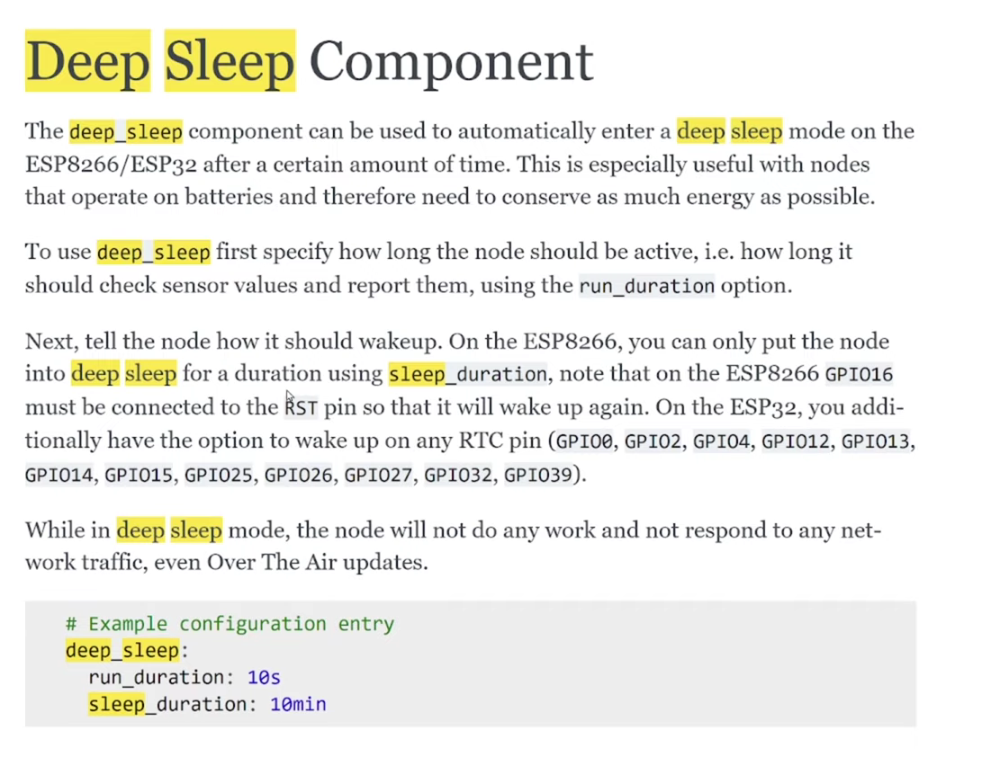 Deep Sleep Component
The deep_sleep component can be used to automatically enter a deep sleep mode on the
ESP8266/ESP32 after a certain amount of time. This is especially useful with nodes
that operate on batteries and therefore need to conserve as much energy as possible.
To use deep_sleep first specify how long the node should be active, i.e. how long it
should check sensor values and report them, using the run_duration option.
Next, tell the node how it should wakeup. On the ESP8266, you can only put the node
into deep sleep for a duration using sleep_duration, note that on the ESP8266 GPIO16
must be connected to the RST pin so that it will wake up again. On the ESP32, you addi-
tionally have the option to wake up on any RTC pin (GPIO0, GPIO2, GPIO4, GPIO12, GPIO13,
GPIO14, GPIO15, GPIO25, GPIO26, GPIO27, GPIO32, GPIO39).
While in deep sleep mode, the node will not do any work and not respond to any net-
work traffic, even Over The Air updates.
# Example configuration entry
deep_sleep:
  run_duration: 10s
  sleep_duration: 10min